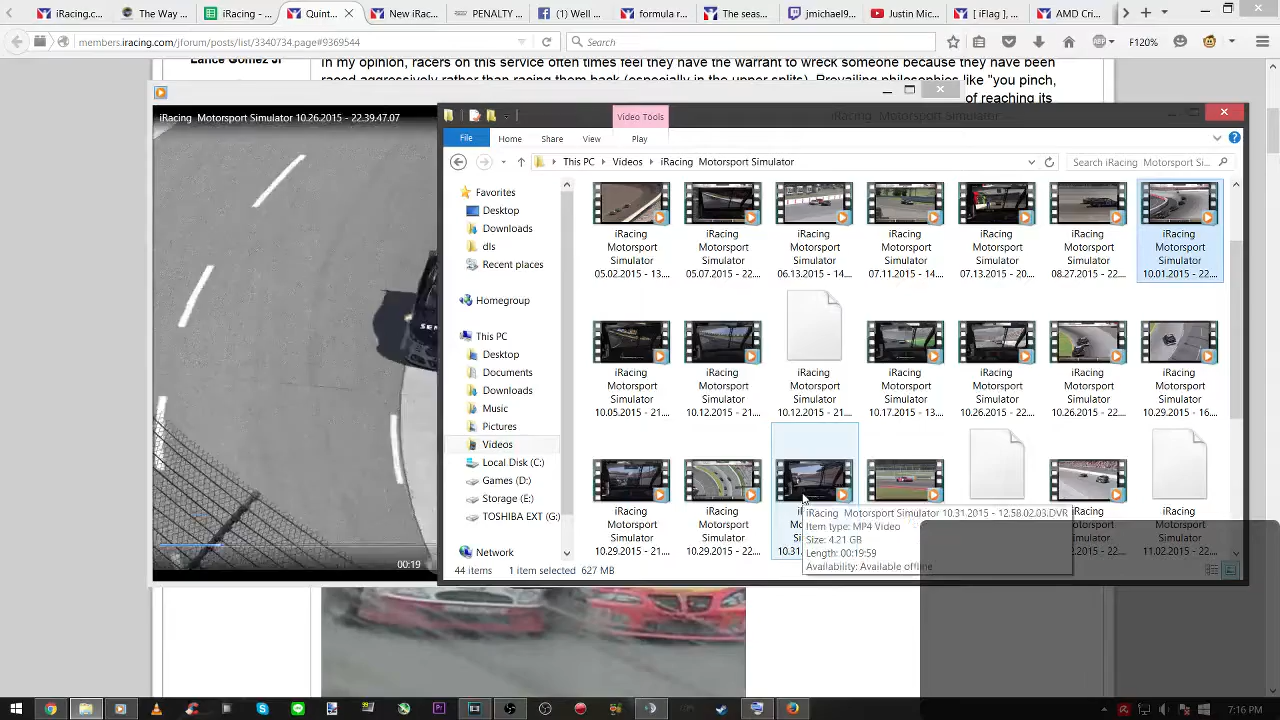 iRacing.c...
The Way ...
iRacing -...
Quint...
New iRac...
PENALTY ...
(1) Well ...
formula r...
The seas...
jmichael9...
Justin Mic...
[ iFlag ], ...
AMD Cri...
members.iracing.com/jforum/posts/list/3340734.page#9369544
Search
F120%
Lance Gomez Jr
In my opinion, racers on this service often times feel they have the warrant to wreck someone because they have been
raced aggressively rather than racing them back (especially in the upper splits). Prevailing philosophies like "you pinch,
of reaching its
iRacing Motorsport Simulator 10.26.2015 - 22.39.47.07
00:19
Video Tools
iRacing Motorsport Simulator
File
Home
Share
View
Play
This PC
Videos
iRacing Motorsport Simulator
Search iRacing Motorsport Si...
Favorites
Desktop
Downloads
dls
Recent places
Homegroup
This PC
Desktop
Documents
Downloads
Music
Pictures
Videos
Local Disk (C:)
Games (D:)
Storage (E:)
TOSHIBA EXT (G:)
Network
iRacing Motorsport Simulator 05.02.2015 - 13....
iRacing Motorsport Simulator 05.07.2015 - 22....
iRacing Motorsport Simulator 06.13.2015 - 14....
iRacing Motorsport Simulator 07.11.2015 - 14....
iRacing Motorsport Simulator 07.13.2015 - 20....
iRacing Motorsport Simulator 08.27.2015 - 22....
iRacing Motorsport Simulator 10.01.2015 - 22....
iRacing Motorsport Simulator 10.05.2015 - 21....
iRacing Motorsport Simulator 10.12.2015 - 21....
iRacing Motorsport Simulator 10.12.2015 - 21....
iRacing Motorsport Simulator 10.17.2015 - 13....
iRacing Motorsport Simulator 10.26.2015 - 22....
iRacing Motorsport Simulator 10.26.2015 - 22....
iRacing Motorsport Simulator 10.29.2015 - 16....
iRacing Motorsport Simulator 10.29.2015 - 21....
iRacing Motorsport Simulator 10.29.2015 - 22....
iRacing Motorsport Simulator 10.31.2015 - 12.58.02.03.DVR
Item type: MP4 Video
Size: 4.21 GB
Length: 00:19:59
Availability: Available offline
11.02.2015 - 22....
44 items
1 item selected 627 MB
7:16 PM